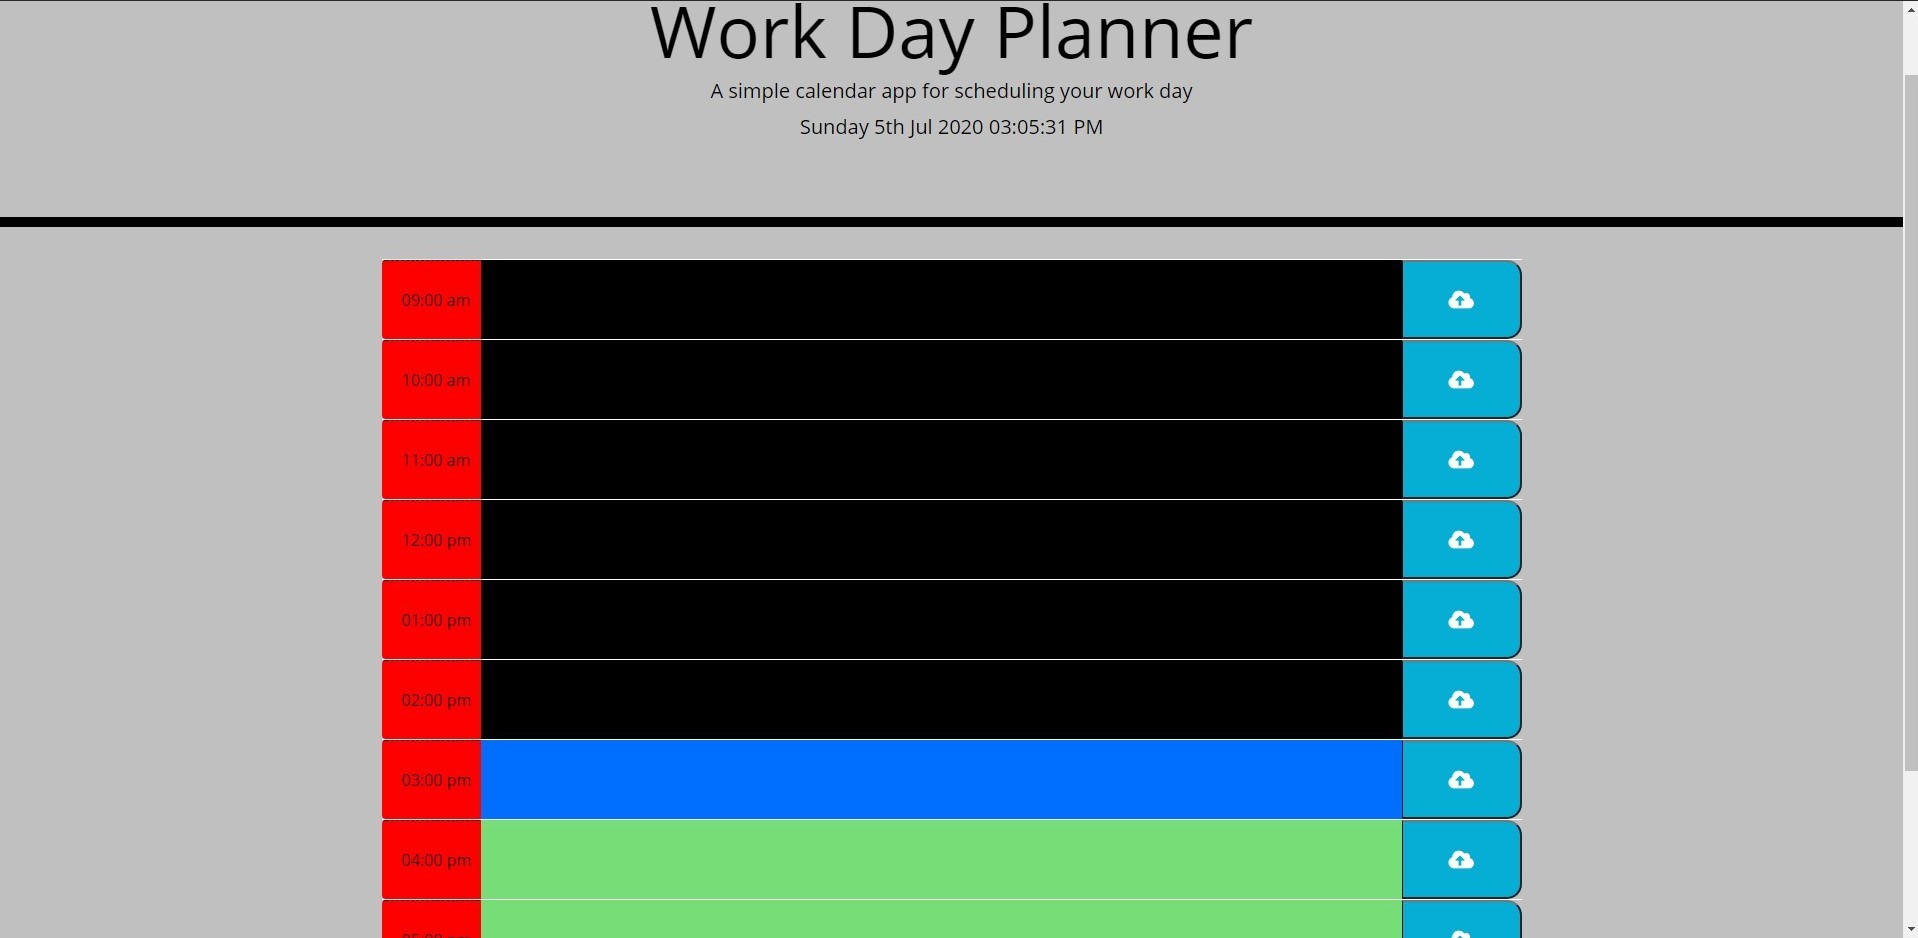 Work Day Planner
A simple calendar app for scheduling your work day
Sunday 5th Jul 2020 03:05:31 PM
09:00 am
10:00 am
11:00 am
12:00 pm
01:00 pm
02:00 pm
03:00 pm
04:00 pm